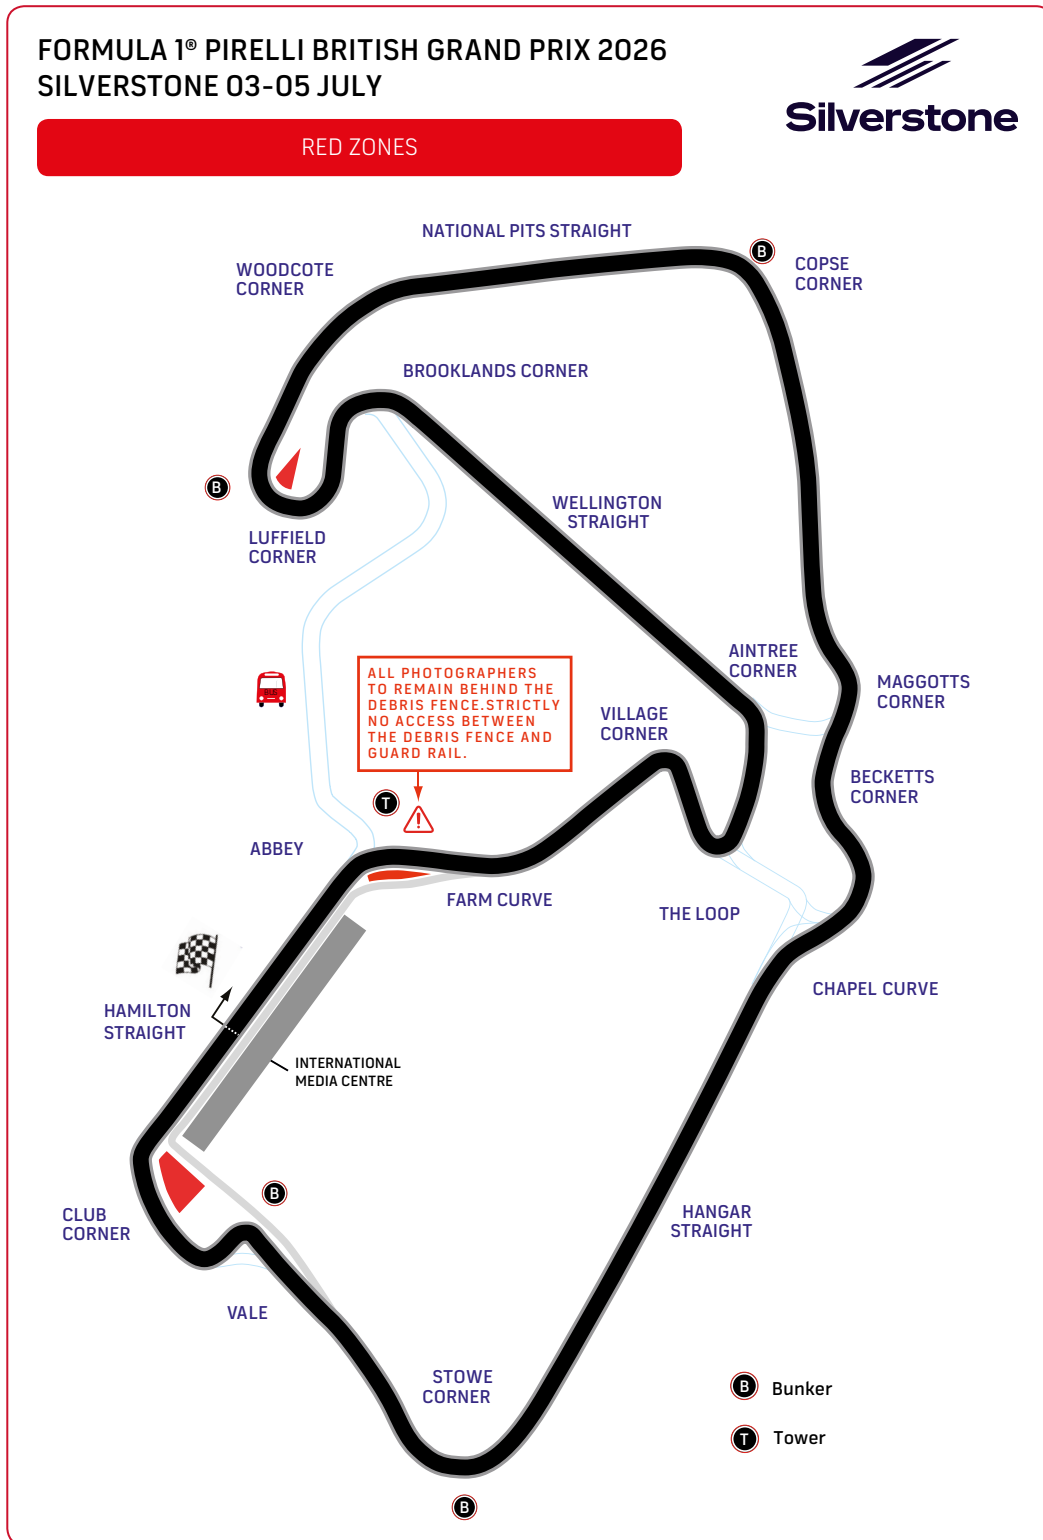 FORMULA 1® PIRELLI BRITISH GRAND PRIX 2026
SILVERSTONE 03-05 JULY
Silverstone
RED ZONES
NATIONAL PITS STRAIGHT
B
COPSE
CORNER
WOODCOTE
CORNER
BROOKLANDS CORNER
B
WELLINGTON
STRAIGHT
LUFFIELD
CORNER
AINTREE
CORNER
MAGGOTTS
CORNER
BUS
ALL PHOTOGRAPHERS
TO REMAIN BEHIND THE
DEBRIS FENCE.STRICTLY
NO ACCESS BETWEEN
THE DEBRIS FENCE AND
GUARD RAIL.
VILLAGE
CORNER
BECKETTS
CORNER
T
!
ABBEY
FARM CURVE
THE LOOP
CHAPEL CURVE
HAMILTON
STRAIGHT
INTERNATIONAL
MEDIA CENTRE
B
CLUB
CORNER
HANGAR
STRAIGHT
VALE
STOWE
CORNER
B Bunker
T Tower
B